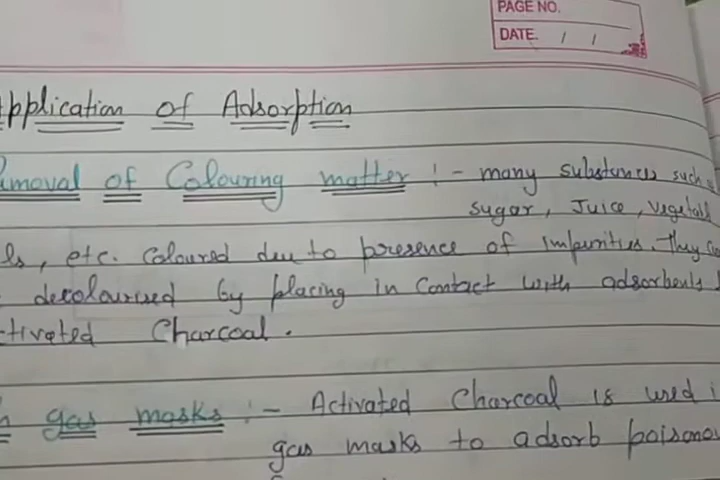 PAGE NO.
DATE. / /
pplication of Adsorption
emoval of Colouring matter :- many substances such
sugar, Juice, vegetabl
ls, etc. Coloured due to presence of impurities. They
decolourised by placing in Contact with adsorbents
ctivated Charcoal.
gas masks :- Activated Charcoal is used i
gas masks to adsorb poisonou